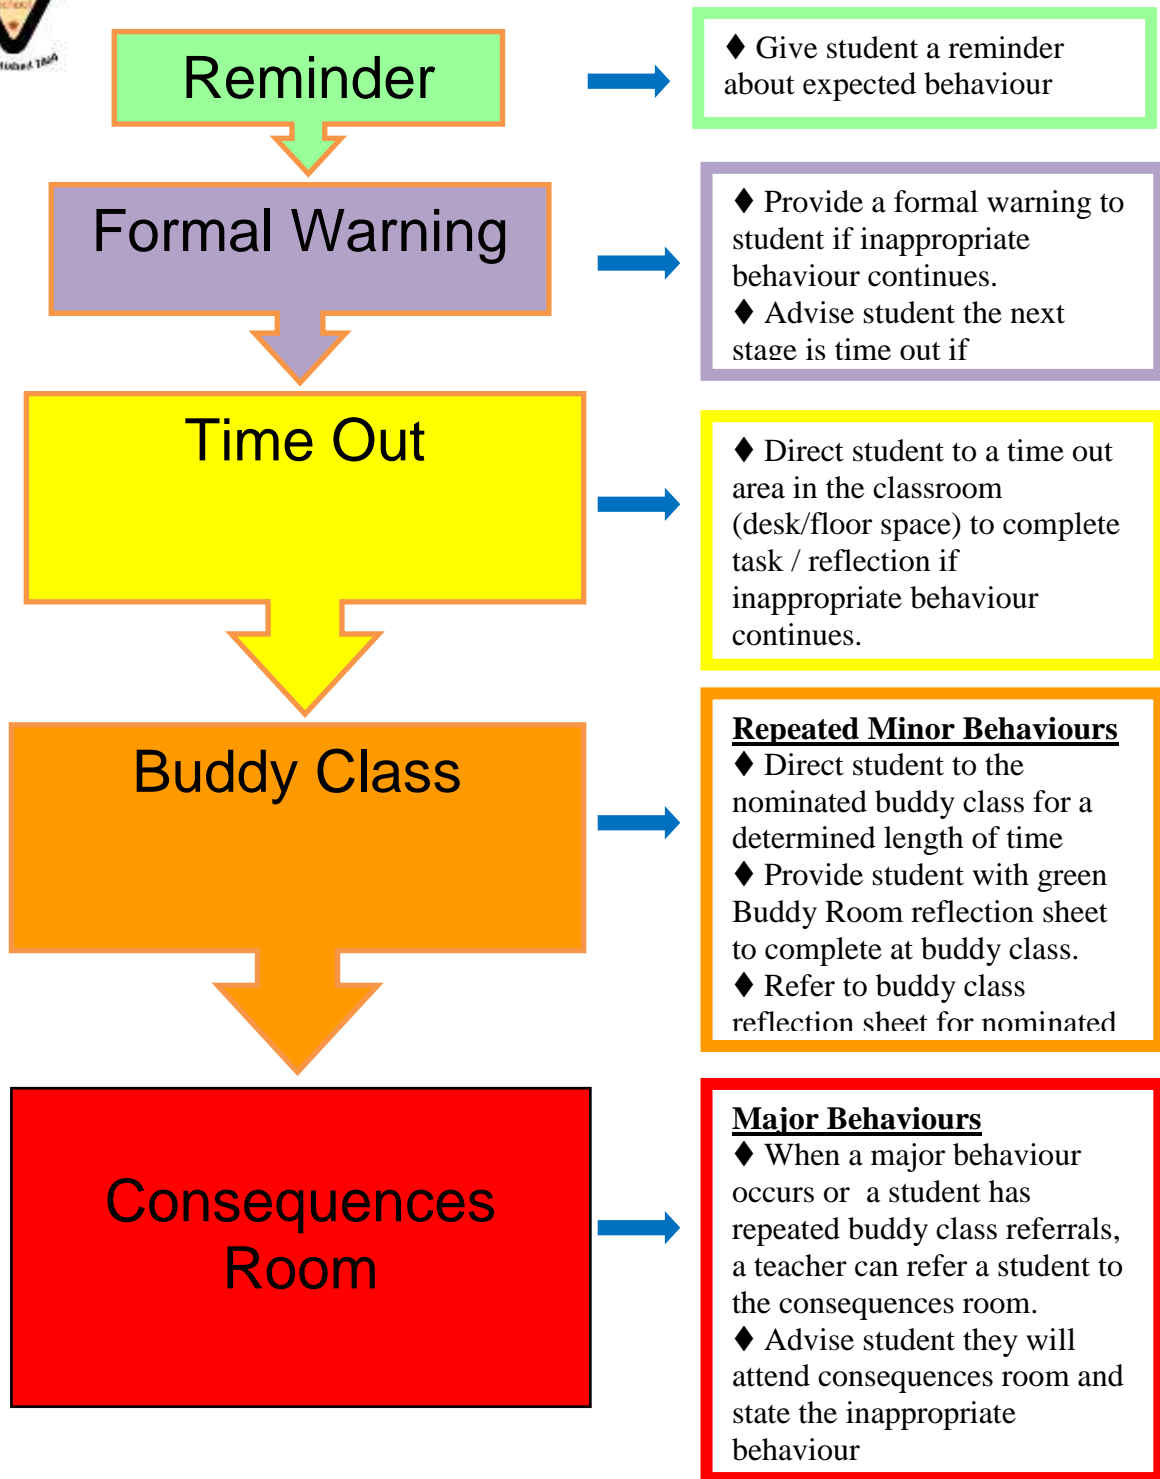 School
Reminder
♦ Give student a reminder
about expected behaviour
Formal Warning
♦ Provide a formal warning to
student if inappropriate
behaviour continues.
♦ Advise student the next
stage is time out if
Time Out
♦ Direct student to a time out
area in the classroom
(desk/floor space) to complete
task / reflection if
inappropriate behaviour
continues.
Buddy Class
Repeated Minor Behaviours
♦ Direct student to the
nominated buddy class for a
determined length of time
♦ Provide student with green
Buddy Room reflection sheet
to complete at buddy class.
♦ Refer to buddy class
reflection sheet for nominated
Consequences
Room
Major Behaviours
♦ When a major behaviour
occurs or a student has
repeated buddy class referrals,
a teacher can refer a student to
the consequences room.
♦ Advise student they will
attend consequences room and
state the inappropriate
behaviour